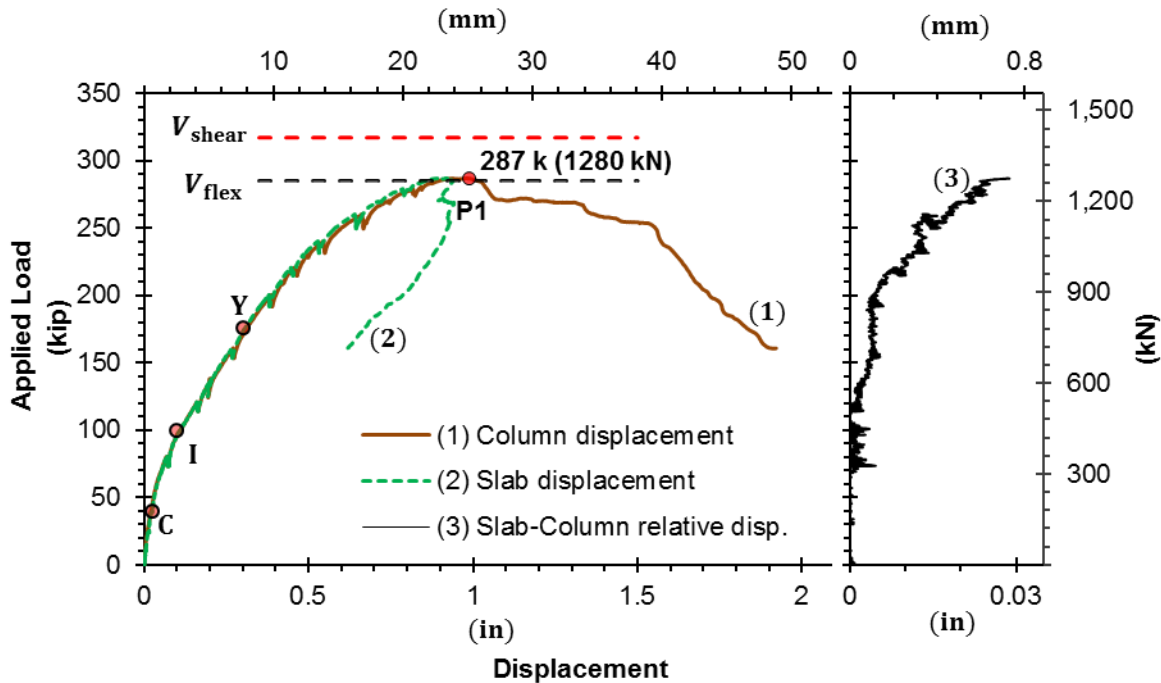 (mm)
(mm)
10 20 30 40 50
0 0.8
350
300
250
200
150
100
50
0
1,500
1,200
900
600
300
Applied Load
(kip)
(kN)
V_shear
287 k (1280 kN)
V_flex
P1
(3)
Y
(2)
(1)
I
C
(1) Column displacement
(2) Slab displacement
(3) Slab-Column relative disp.
0 0.5 1 1.5 2
0 0.03
(in)
(in)
Displacement